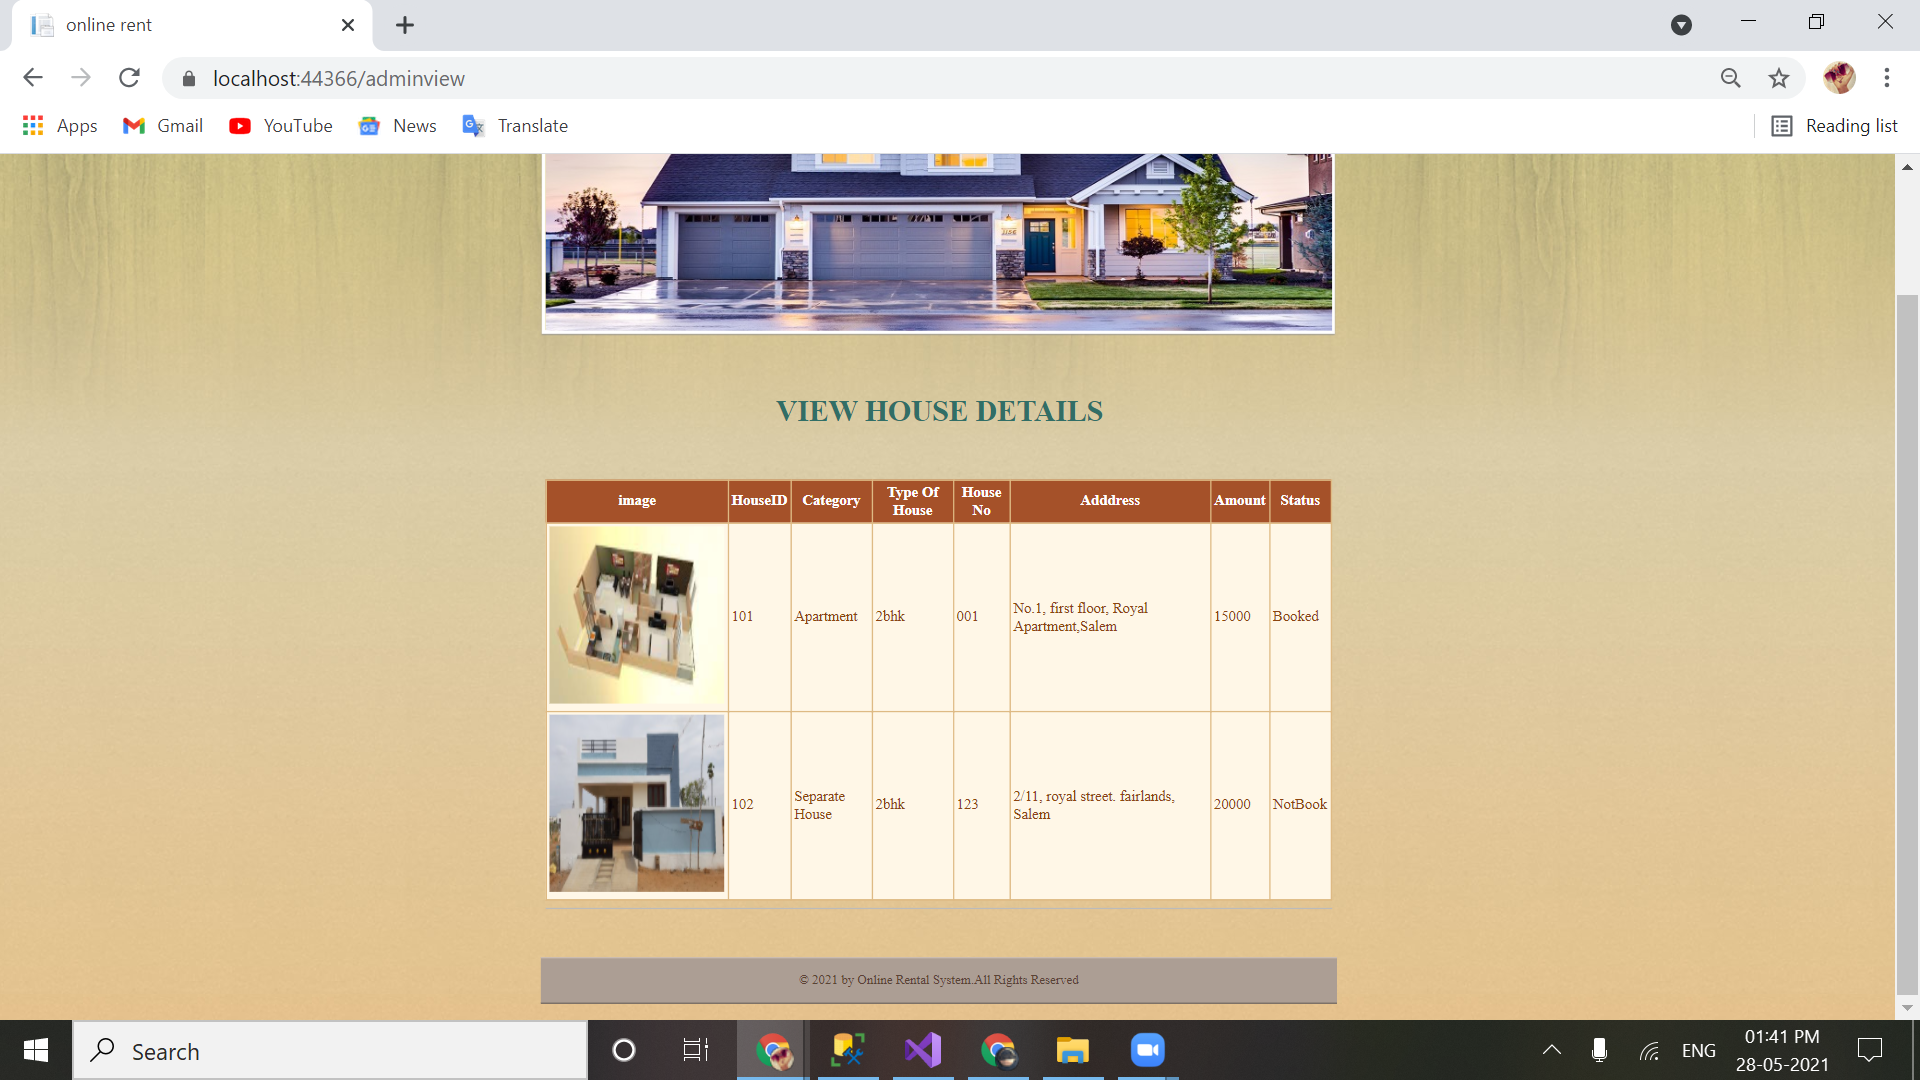 online rent
localhost:44366/adminview
Apps Gmail YouTube News Translate Reading list
VIEW HOUSE DETAILS
image HouseID Category Type Of House House No Adddress Amount Status
101 Apartment 2bhk 001 No.1, first floor, Royal Apartment,Salem 15000 Booked
102 Separate House 2bhk 123 2/11, royal street. fairlands, Salem 20000 NotBook
© 2021 by Online Rental System.All Rights Reserved
Search
ENG
01:41 PM
28-05-2021